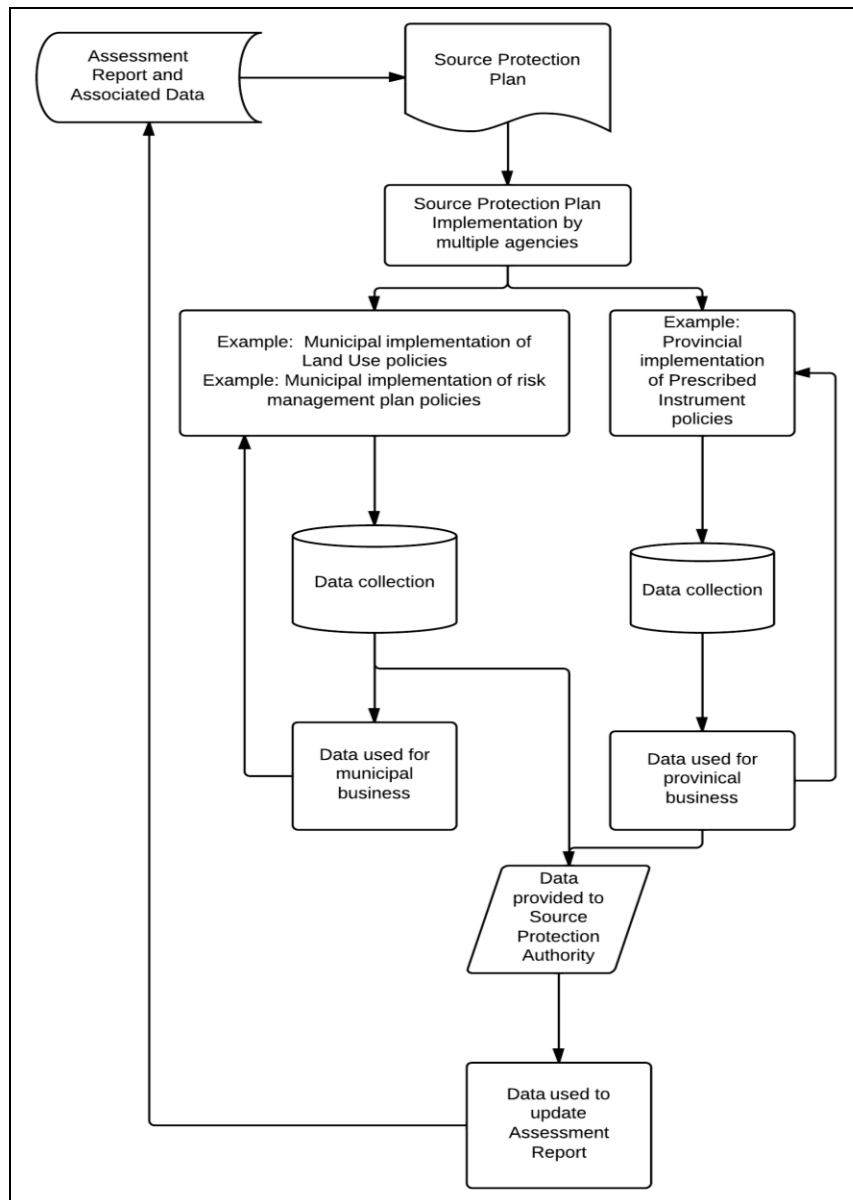 Assessment
Report and
Associated Data
Source Protection
Plan
Source Protection Plan
Implementation by
multiple agencies
Example: Municipal implementation of
Land Use policies
Example: Municipal implementation of risk
management plan policies
Example:
Provincial
implementation
of Prescribed
Instrument
policies
Data collection
Data collection
Data used for
municipal
business
Data used for
provinical
business
Data
provided to
Source
Protection
Authority
Data used to
update
Assessment
Report